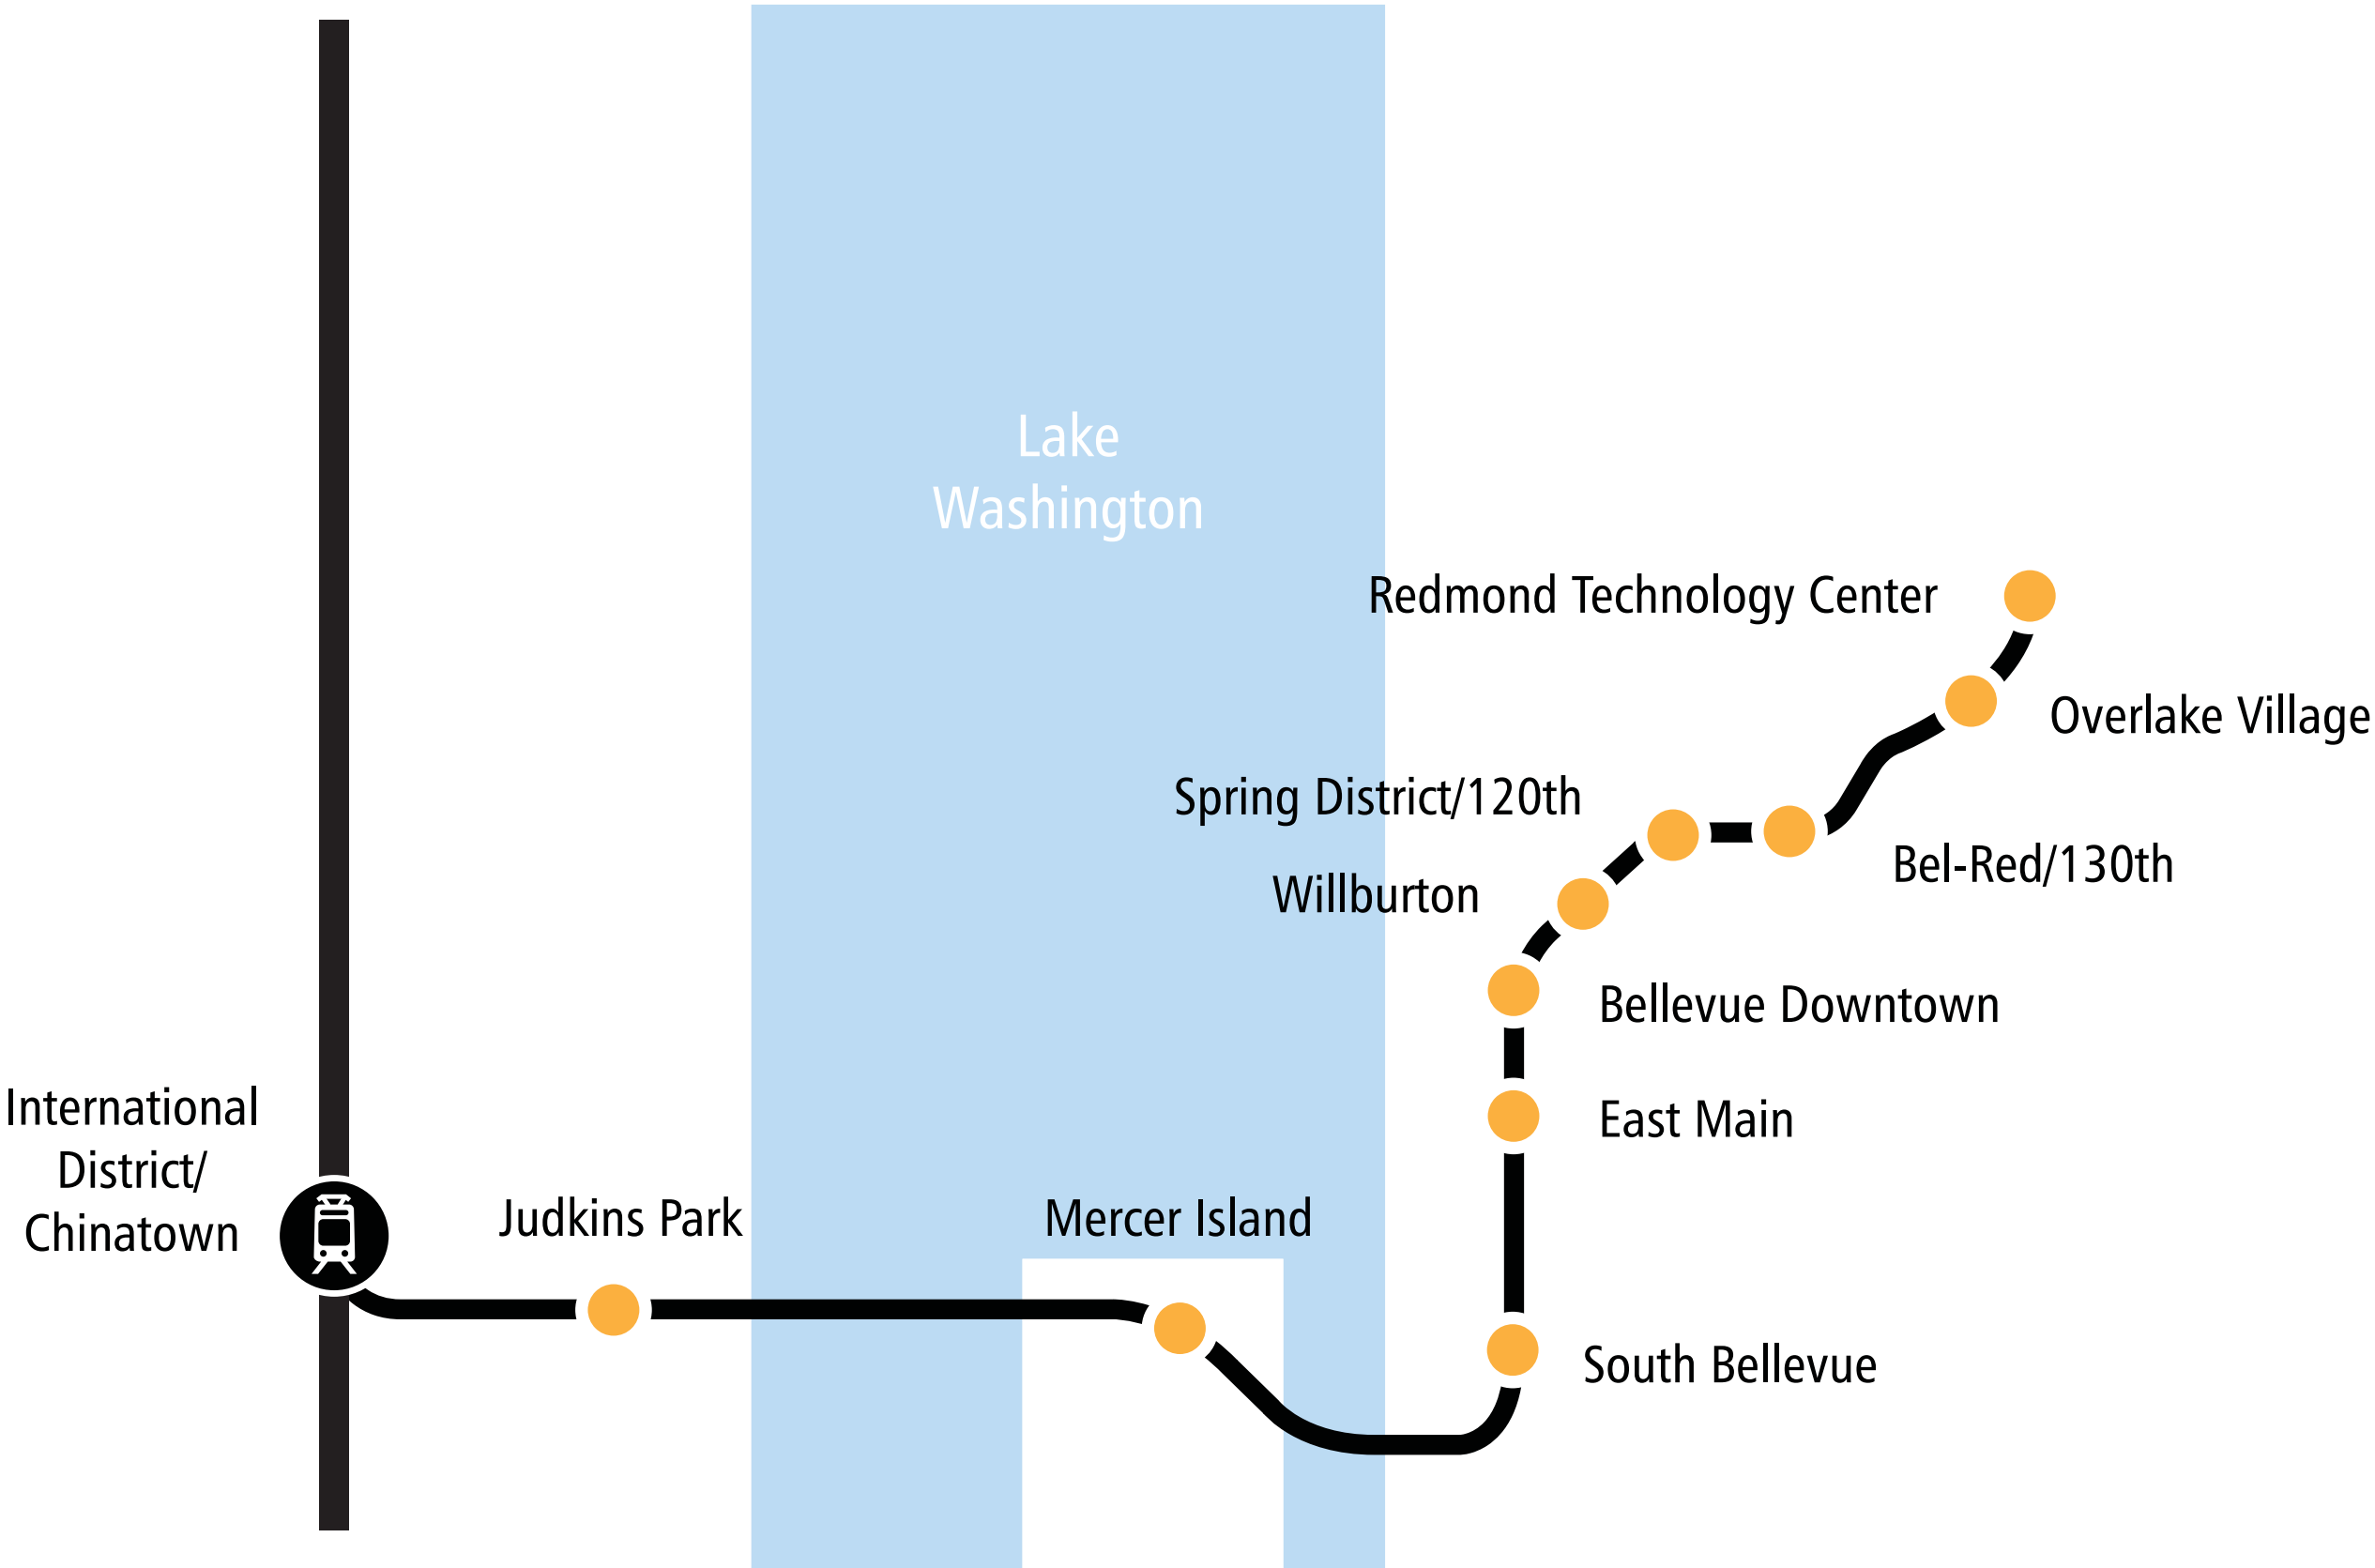 Lake
Washington
Redmond Technology Center
Overlake Village
Spring District/120th
Bel-Red/130th
Wilburton
Bellevue Downtown
East Main
International
District/
Chinatown
Judkins Park
Mercer Island
South Bellevue